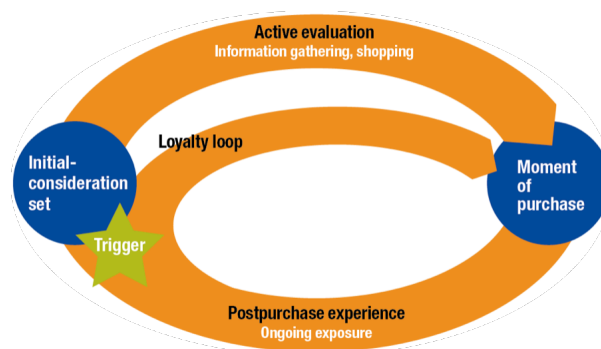 Active evaluation
Information gathering, shopping
Loyalty loop
Initial-
consideration
set
Moment
of
purchase
Trigger
Postpurchase experience
Ongoing exposure